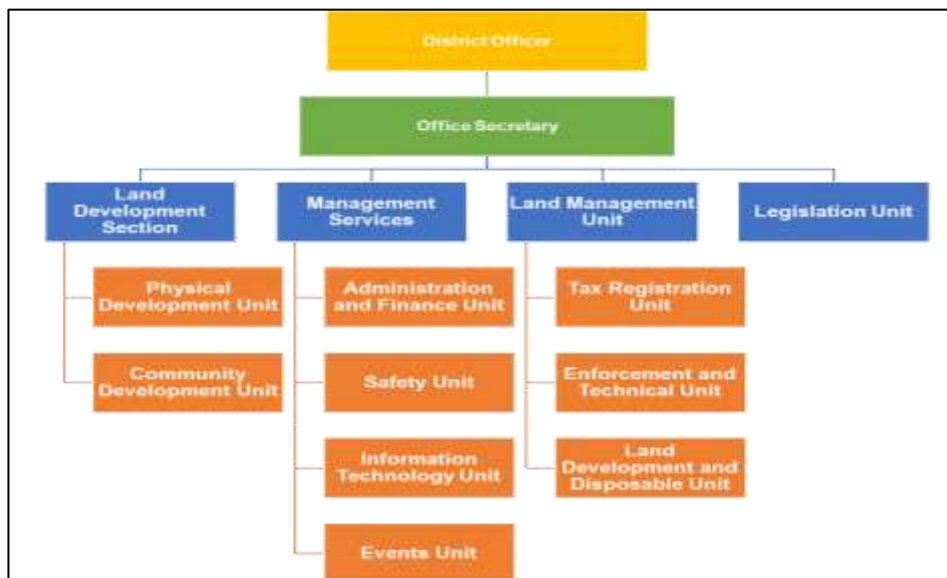 District Officer
Office Secretary
Land
Development
Section
Management
Services
Land Management
Unit
Legislation Unit
Physical
Development Unit
Community
Development Unit
Administration
and Finance Unit
Safety Unit
Information
Technology Unit
Events Unit
Tax Registration
Unit
Enforcement and
Technical Unit
Land
Development and
Disposable Unit